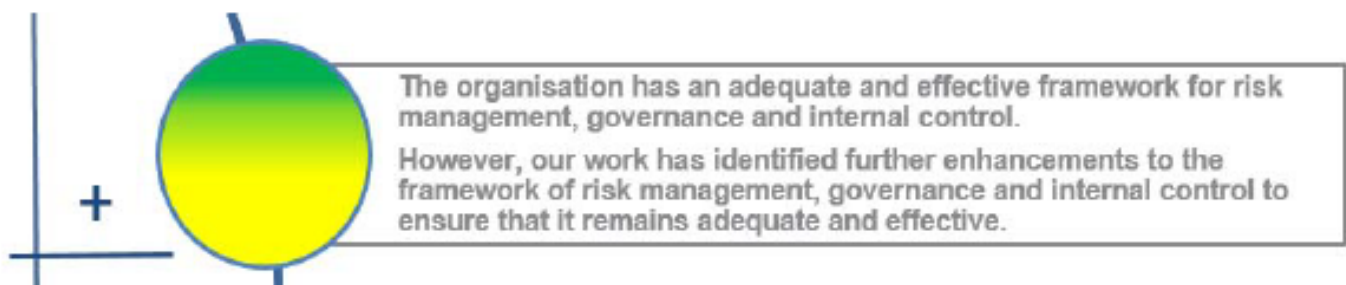 The organisation has an adequate and effective framework for risk
management, governance and internal control.
However, our work has identified further enhancements to the
framework of risk management, governance and internal control to
ensure that it remains adequate and effective.
+